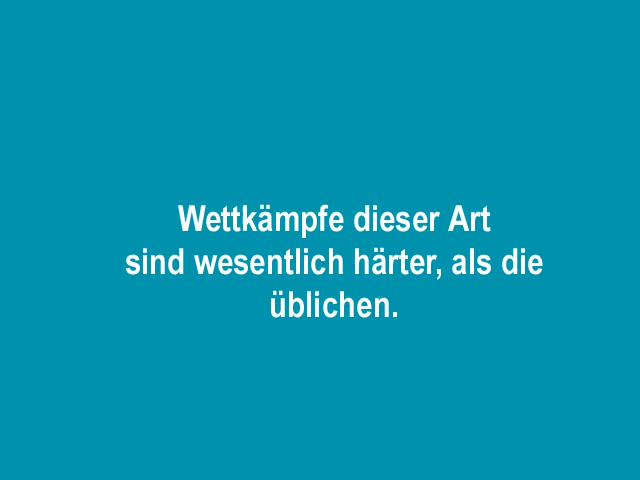 Wettkämpfe dieser Art
sind wesentlich härter, als die
üblichen.